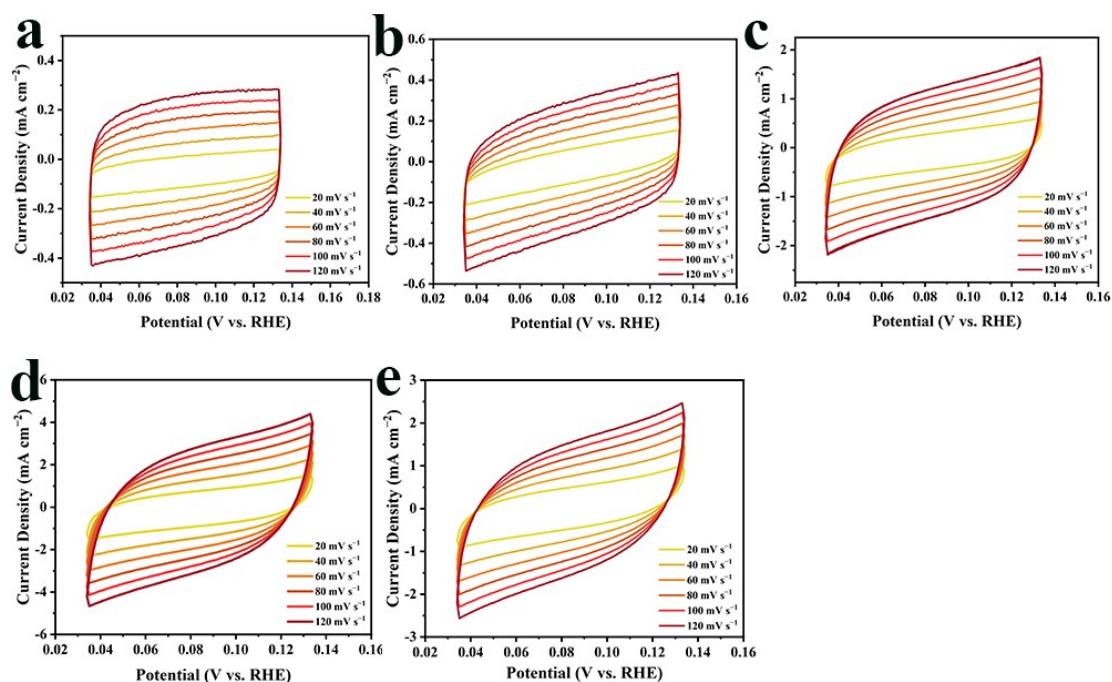 a
0.4
0.2
0.0
-0.2
-0.4
Current Density (mA cm⁻²)
20 mV s⁻¹
40 mV s⁻¹
60 mV s⁻¹
80 mV s⁻¹
100 mV s⁻¹
120 mV s⁻¹
0.02 0.04 0.06 0.08 0.10 0.12 0.14 0.16 0.18
Potential (V vs. RHE)
b
0.6
0.4
0.2
0.0
-0.2
-0.4
-0.6
Current Density (mA cm⁻²)
20 mV s⁻¹
40 mV s⁻¹
60 mV s⁻¹
80 mV s⁻¹
100 mV s⁻¹
120 mV s⁻¹
0.02 0.04 0.06 0.08 0.10 0.12 0.14 0.16
Potential (V vs. RHE)
c
2
1
0
-1
-2
Current Density (mA cm⁻²)
20 mV s⁻¹
40 mV s⁻¹
60 mV s⁻¹
80 mV s⁻¹
100 mV s⁻¹
120 mV s⁻¹
0.02 0.04 0.06 0.08 0.10 0.12 0.14 0.16
Potential (V vs. RHE)
d
6
4
2
0
-2
-4
-6
Current Density (mA cm⁻²)
20 mV s⁻¹
40 mV s⁻¹
60 mV s⁻¹
80 mV s⁻¹
100 mV s⁻¹
120 mV s⁻¹
0.02 0.04 0.06 0.08 0.10 0.12 0.14 0.16
Potential (V vs. RHE)
e
3
2
1
0
-1
-2
-3
Current Density (mA cm⁻²)
20 mV s⁻¹
40 mV s⁻¹
60 mV s⁻¹
80 mV s⁻¹
100 mV s⁻¹
120 mV s⁻¹
0.02 0.04 0.06 0.08 0.10 0.12 0.14 0.16
Potential (V vs. RHE)